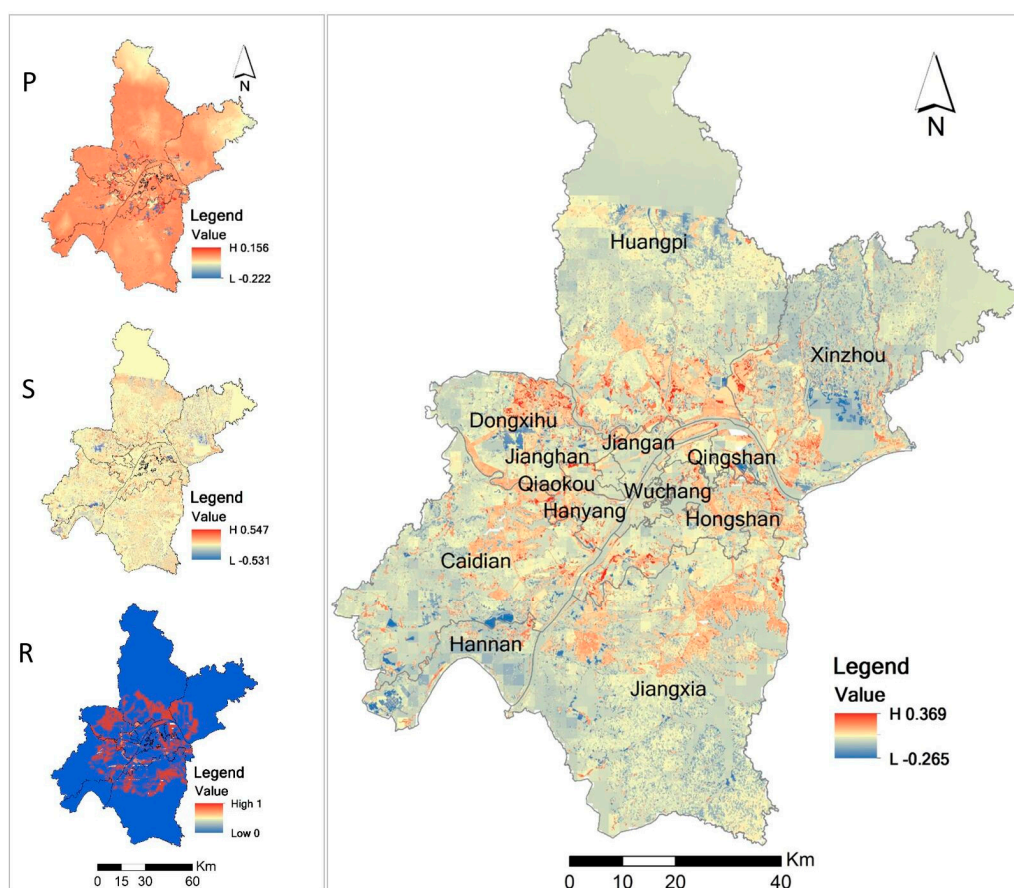 P
N
Legend
Value
H 0.156
L -0.222
S
Legend
Value
H 0.547
L -0.531
R
Legend
Value
High 1
Low 0
Km
0 15 30 60
N
Huangpi
Xinzhou
Dongxihu
Jiangan
Jianghan
Qingshan
Qiaokou
Wuchang
Hanyang
Hongshan
Caidian
Hannan
Jiangxia
Legend
Value
H 0.369
L -0.265
Km
0 10 20 40